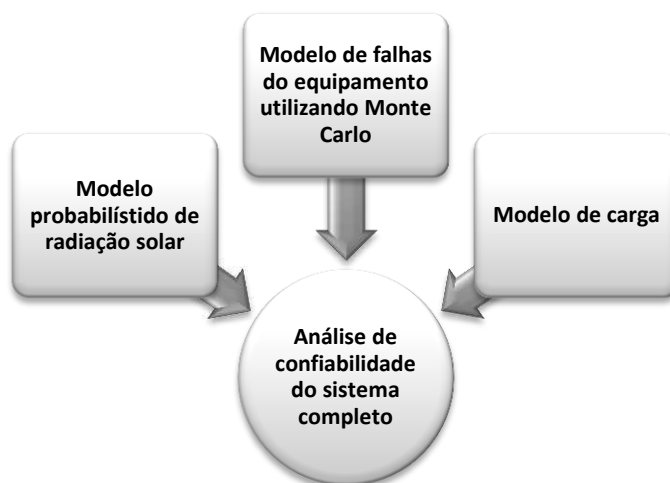 Modelo de falhas
do equipamento
utilizando Monte
Carlo
Modelo
probabilístido de
radiação solar
Modelo de carga
Análise de
confiabilidade
do sistema
completo